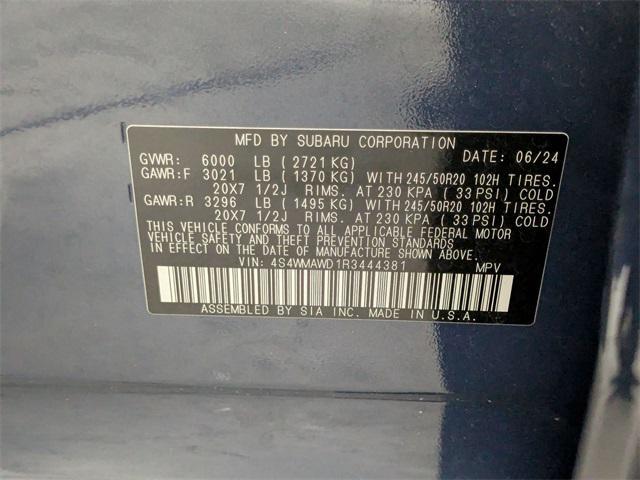 MFD BY SUBARU CORPORATION
GVWR: 6000 LB ( 2721 KG) DATE: 06/24
GAWR:F 3021 LB ( 1370 KG) WITH 245/50R20 102H TIRES.
20X7 1/2J RIMS. AT 230 KPA ( 33 PSI) COLD
GAWR:R 3296 LB ( 1495 KG) WITH 245/50R20 102H TIRES.
20X7 1/2J RIMS. AT 230 KPA ( 33 PSI) COLD
THIS VEHICLE CONFORMS TO ALL APPLICABLE FEDERAL MOTOR
VEHICLE SAFETY AND THEFT PREVENTION STANDARDS
IN EFFECT ON THE DATE OF MANUFACTURE SHOWN ABOVE.
VIN: 4S4WMAWD1R3444381 MPV
ASSEMBLED BY SIA INC. MADE IN U.S.A.